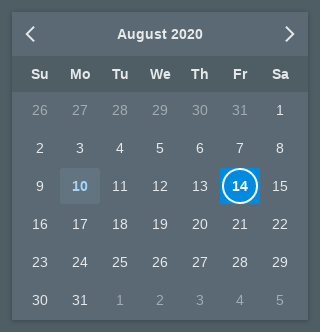 August 2020
Su Mo Tu We Th Fr Sa
26 27 28 29 30 31 1
2 3 4 5 6 7 8
9 10 11 12 13 14 15
16 17 18 19 20 21 22
23 24 25 26 27 28 29
30 31 1 2 3 4 5